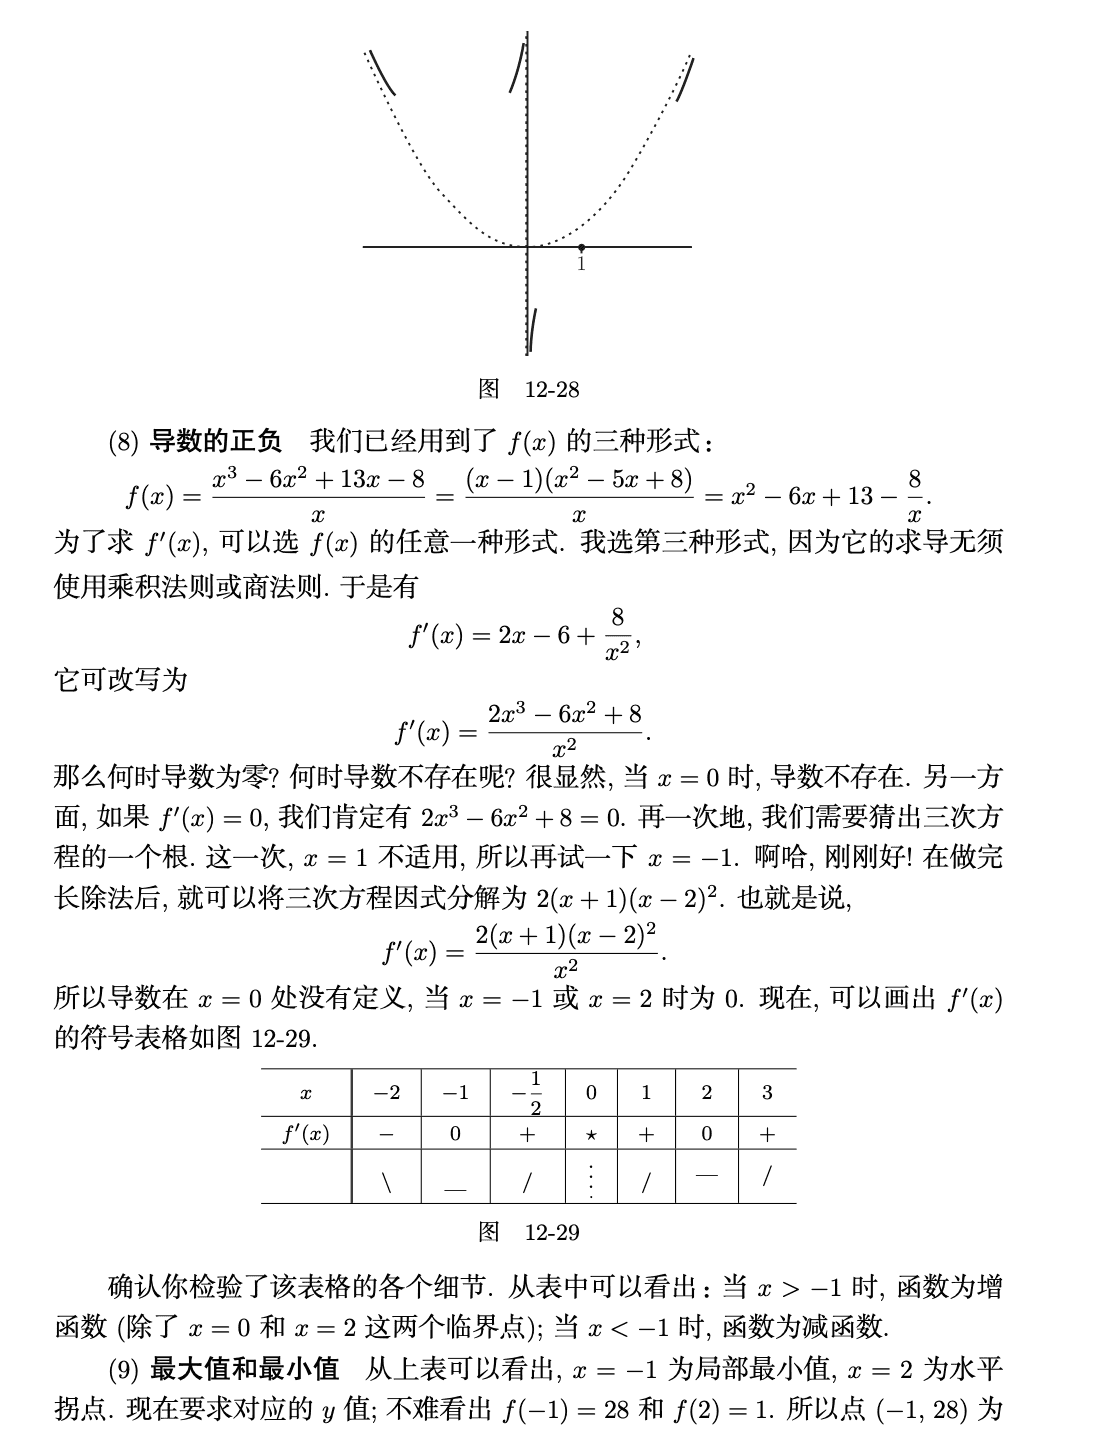 1
图 12-28
(8) 导数的正负 我们已经用到了 f(x) 的三种形式:
f(x) = \frac{x^3 − 6x^2 + 13x − 8}{x} = \frac{(x − 1)(x^2 − 5x + 8)}{x} = x^2 − 6x + 13 − \frac{8}{x}.
为了求 f′(x), 可以选 f(x) 的任意一种形式. 我选第三种形式, 因为它的求导无须
使用乘积法则或商法则. 于是有
f′(x) = 2x − 6 + \frac{8}{x^2},
它可改写为
f′(x) = \frac{2x^3 − 6x^2 + 8}{x^2}.
那么何时导数为零? 何时导数不存在呢? 很显然, 当 x = 0 时, 导数不存在. 另一方
面, 如果 f′(x) = 0, 我们肯定有 2x^3 − 6x^2 + 8 = 0. 再一次地, 我们需要猜出三次方
程的一个根. 这一次, x = 1 不适用, 所以再试一下 x = −1. 啊哈, 刚刚好! 在做完
长除法后, 就可以将三次方程因式分解为 2(x + 1)(x − 2)^2. 也就是说,
f′(x) = \frac{2(x + 1)(x − 2)^2}{x^2}.
所以导数在 x = 0 处没有定义, 当 x = −1 或 x = 2 时为 0. 现在, 可以画出 f′(x)
的符号表格如图 12-29.
x −2 −1 −\frac{1}{2} 0 1 2 3
f′(x) − 0 + ⋆ + 0 +
\ — / ⋮ / — /
图 12-29
确认你检验了该表格的各个细节. 从表中可以看出: 当 x > −1 时, 函数为增
函数 (除了 x = 0 和 x = 2 这两个临界点); 当 x < −1 时, 函数为减函数.
(9) 最大值和最小值 从上表可以看出, x = −1 为局部最小值, x = 2 为水平
拐点. 现在要求对应的 y 值; 不难看出 f(−1) = 28 和 f(2) = 1. 所以点 (−1, 28) 为